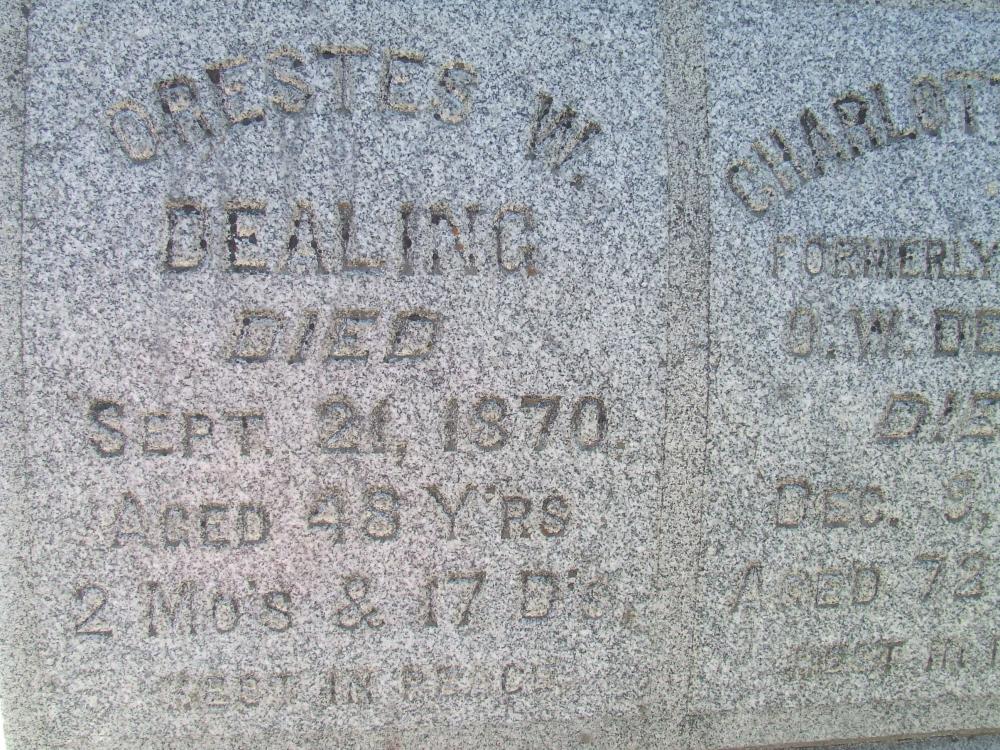 ORESTES W.
DEALING
DIED
SEPT. 21, 1870.
AGED 48 Y'RS
2 MO'S & 17 D'S,
REST IN PEACE
CHARLOTT
FORMERLY
O. W. DE
DIE
DEC. 9,
AGED 72
REST IN